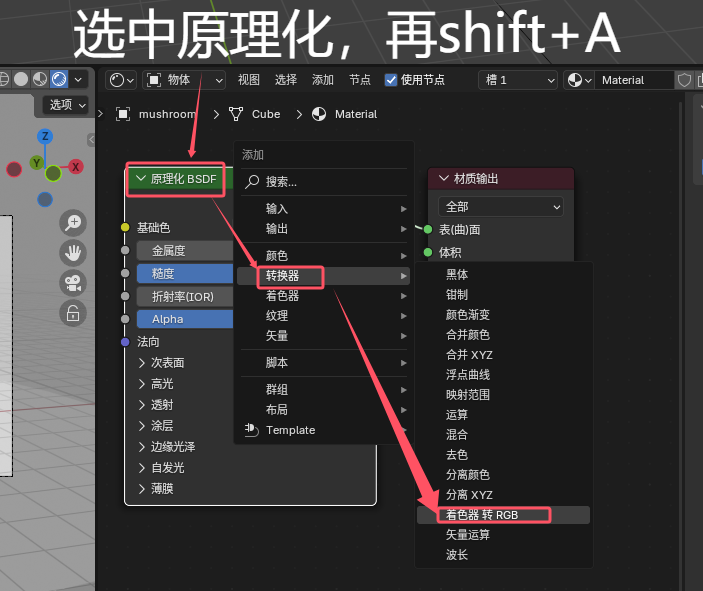 选中原理化，再shift+A
物体
视图
选择
添加
节点
使用节点
槽 1
Material
选项
mushroom
Cube
Material
Z
Y
X
原理化 BSDF
基础色
金属度
糙度
折射率(IOR)
Alpha
法向
次表面
高光
透射
涂层
边缘光泽
自发光
薄膜
添加
搜索...
输入
输出
颜色
转换器
着色器
纹理
矢量
脚本
群组
布局
Template
材质输出
全部
表(曲)面
体积
黑体
钳制
颜色渐变
合并颜色
合并 XYZ
浮点曲线
映射范围
运算
混合
去色
分离颜色
分离 XYZ
着色器 转 RGB
矢量运算
波长